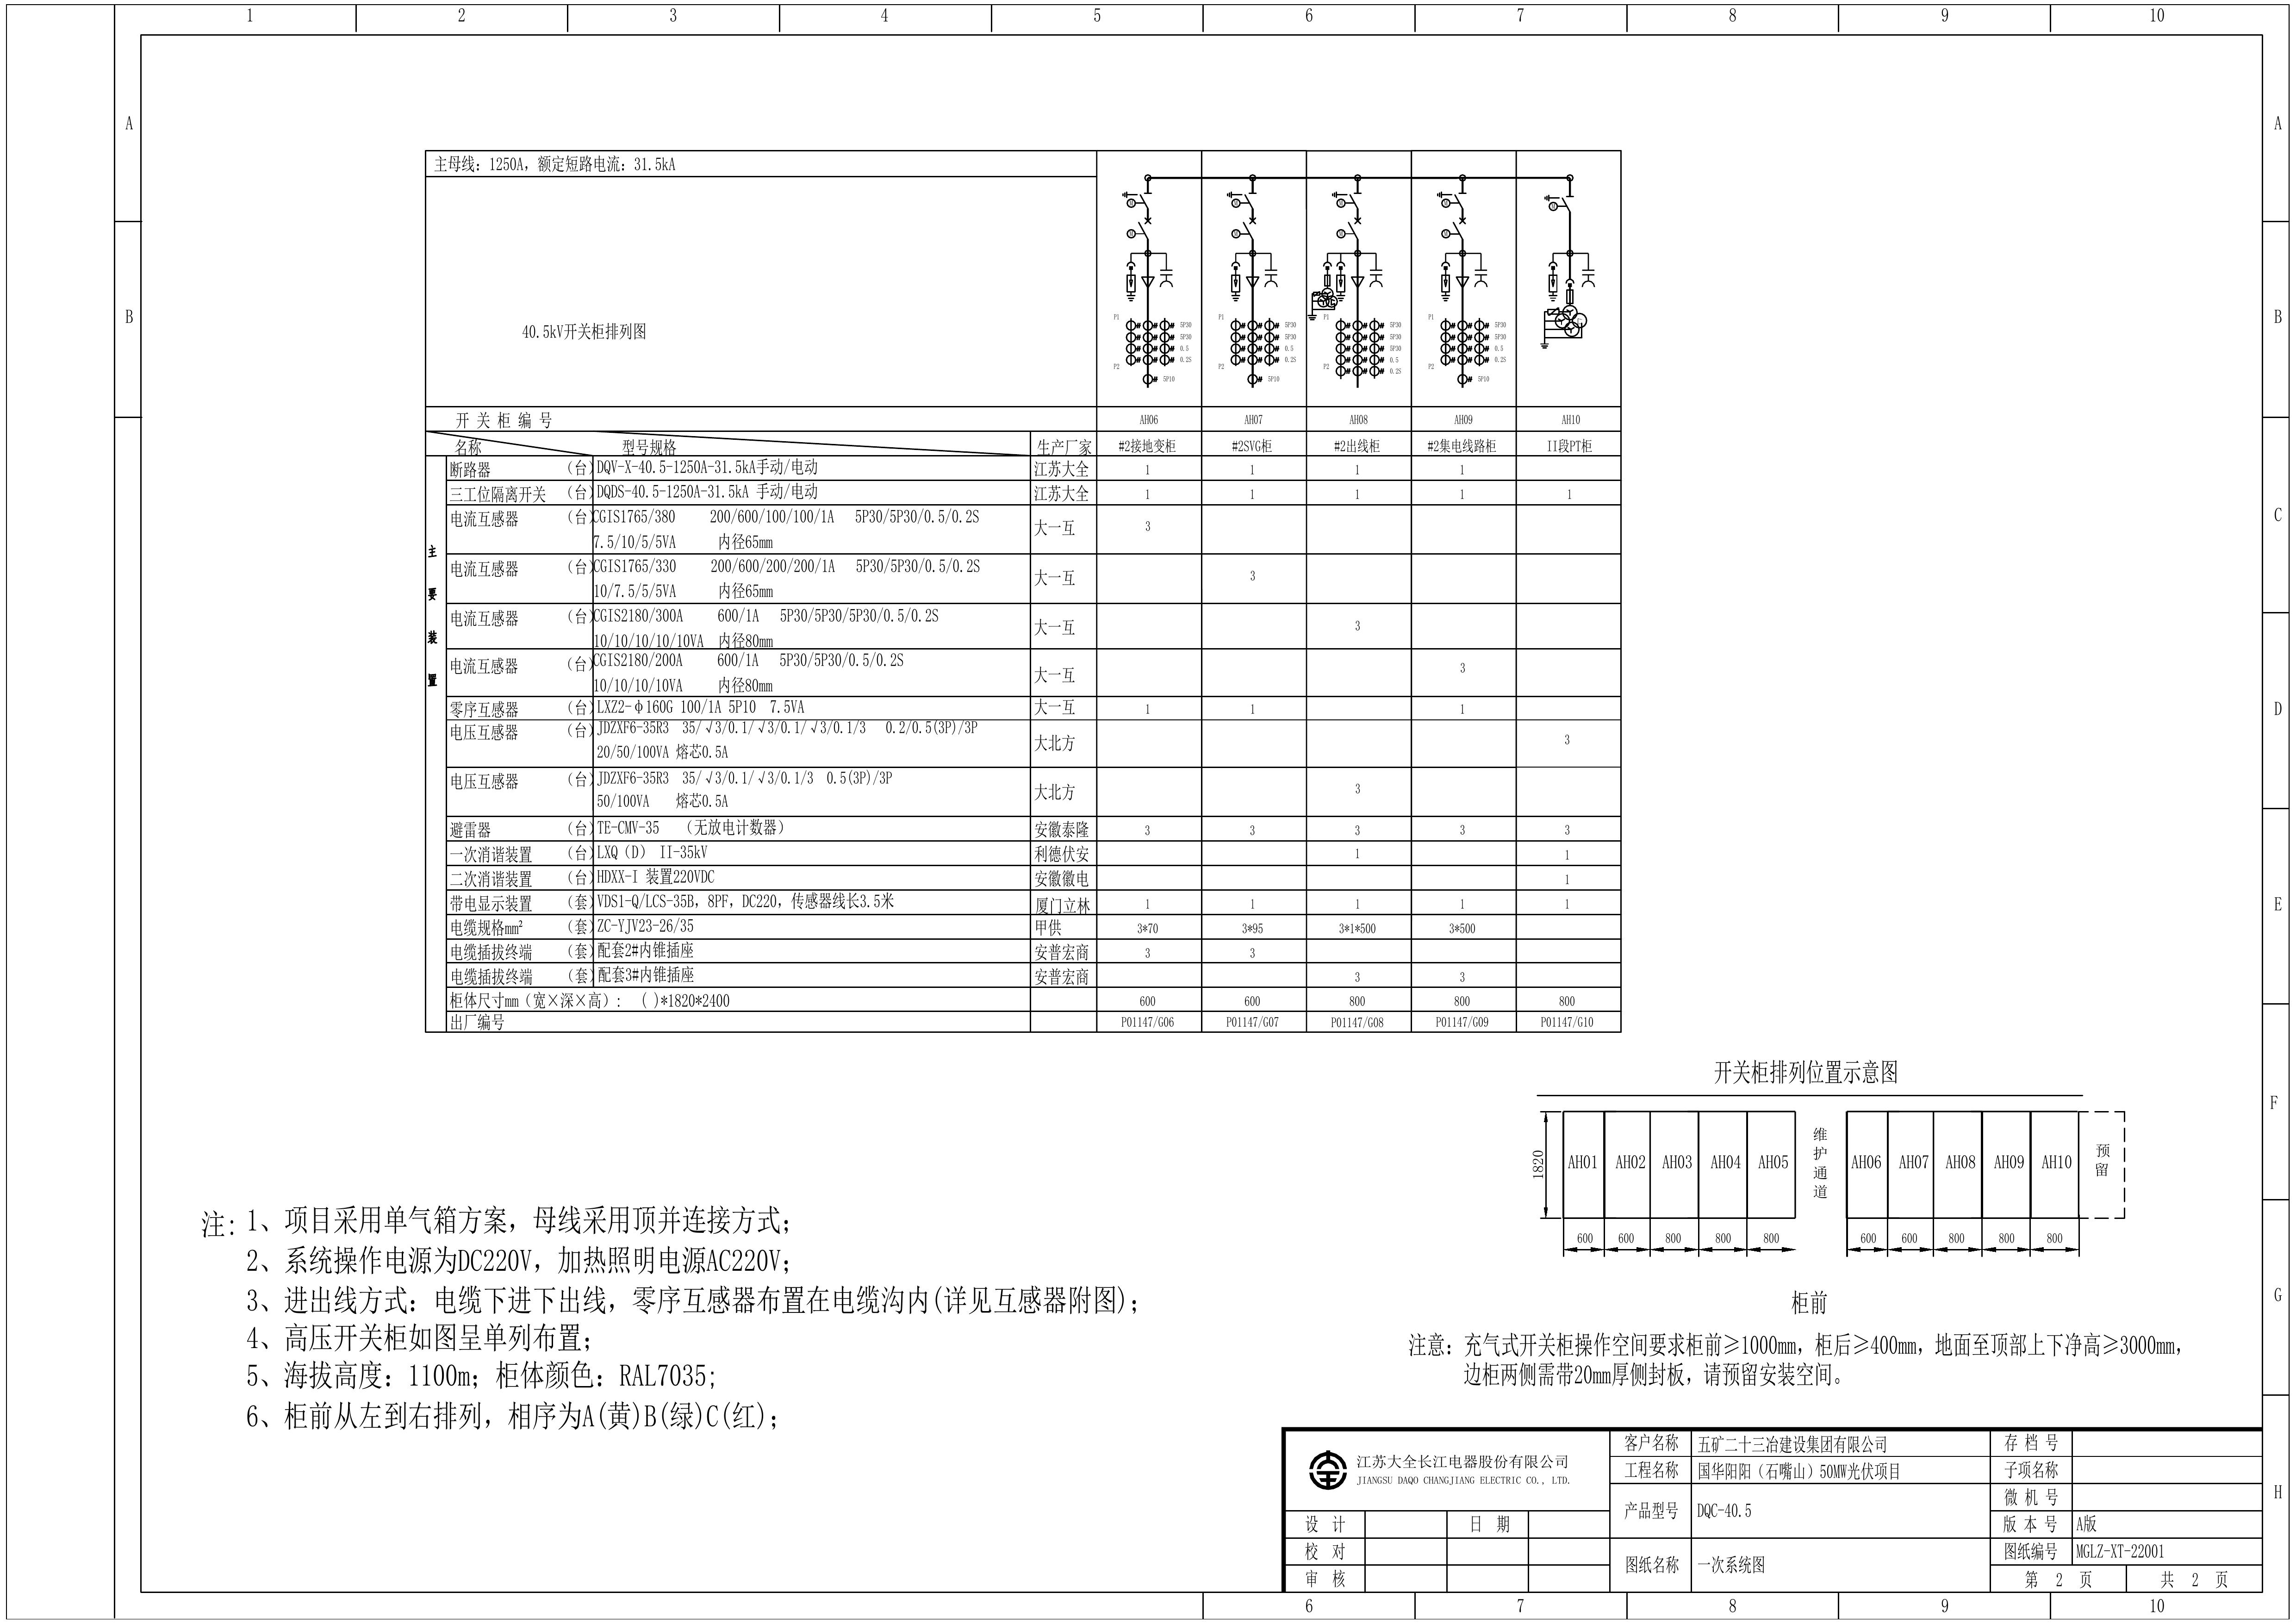 1 2 3 4 5 6 7 8 9 10
A A
B B
C
D
E
F
G
H
主母线: 1250A, 额定短路电流: 31.5kA
40.5kV开关柜排列图
P1 5P30 P1 5P30 P1 5P30 P1 5P30
5P30 5P30 5P30 5P30
0.5 0.5 5P30 0.5
0.2S 0.2S 0.5 0.2S
P2 P2 P2 0.2S P2
5P10 5P10 5P10
开关柜编号 AH06 AH07 AH08 AH09 AH10
名称 型号规格 生产厂家 #2接地变柜 #2SVG柜 #2出线柜 #2集电线路柜 II段PT柜
主要装置
断路器 (台) DQV-X-40.5-1250A-31.5kA手动/电动 江苏大全 1 1 1 1
三工位隔离开关 (台) DQDS-40.5-1250A-31.5kA 手动/电动 江苏大全 1 1 1 1 1
电流互感器 (台) CGIS1765/380 200/600/100/100/1A 5P30/5P30/0.5/0.2S 大一互 3
7.5/10/5/5VA 内径65mm
电流互感器 (台) CGIS1765/330 200/600/200/200/1A 5P30/5P30/0.5/0.2S 大一互 3
10/7.5/5/5VA 内径65mm
电流互感器 (台) CGIS2180/300A 600/1A 5P30/5P30/5P30/0.5/0.2S 大一互 3
10/10/10/10/10VA 内径80mm
电流互感器 (台) CGIS2180/200A 600/1A 5P30/5P30/0.5/0.2S 大一互 3
10/10/10/10VA 内径80mm
零序互感器 (台) LXZ2-φ160G 100/1A 5P10 7.5VA 大一互 1 1 1
电压互感器 (台) JDZXF6-35R3 35/√3/0.1/√3/0.1/√3/0.1/3 0.2/0.5(3P)/3P 大北方 3
20/50/100VA 熔芯0.5A
电压互感器 (台) JDZXF6-35R3 35/√3/0.1/√3/0.1/3 0.5(3P)/3P 大北方 3
50/100VA 熔芯0.5A
避雷器 (台) TE-CMV-35 (无放电计数器) 安徽泰隆 3 3 3 3 3
一次消谐装置 (台) LXQ(D) II-35kV 利德伏安 1 1
二次消谐装置 (台) HDXX-I 装置220VDC 安徽徽电 1
带电显示装置 (套) VDS1-Q/LCS-35B, 8PF, DC220, 传感器线长3.5米 厦门立林 1 1 1 1 1
电缆规格mm² (套) ZC-YJV23-26/35 甲供 3*70 3*95 3*1*500 3*500
电缆插拔终端 (套) 配套2#内锥插座 安普宏商 3 3
电缆插拔终端 (套) 配套3#内锥插座 安普宏商 3 3
柜体尺寸mm(宽×深×高): ( )*1820*2400 600 600 800 800 800
出厂编号 P01147/G06 P01147/G07 P01147/G08 P01147/G09 P01147/G10
开关柜排列位置示意图
1820 AH01 AH02 AH03 AH04 AH05 维护通道 AH06 AH07 AH08 AH09 AH10 预留
600 600 800 800 800 600 600 800 800 800
柜前
注意: 充气式开关柜操作空间要求柜前≥1000mm, 柜后≥400mm, 地面至顶部上下净高≥3000mm,
边柜两侧需带20mm厚侧封板, 请预留安装空间。
注: 1、项目采用单气箱方案, 母线采用顶并连接方式;
2、系统操作电源为DC220V, 加热照明电源AC220V;
3、进出线方式: 电缆下进下出线, 零序互感器布置在电缆沟内(详见互感器附图);
4、高压开关柜如图呈单列布置;
5、海拔高度: 1100m; 柜体颜色: RAL7035;
6、柜前从左到右排列, 相序为A(黄)B(绿)C(红);
江苏大全长江电器股份有限公司
JIANGSU DAQO CHANGJIANG ELECTRIC CO., LTD.
客户名称 五矿二十三冶建设集团有限公司 存档号
工程名称 国华阳阳(石嘴山)50MW光伏项目 子项名称
产品型号 DQC-40.5 微机号
设计 日期 版本号 A版
校对 图纸名称 一次系统图 图纸编号 MGLZ-XT-22001
审核 第 2 页 共 2 页
6 7 8 9 10